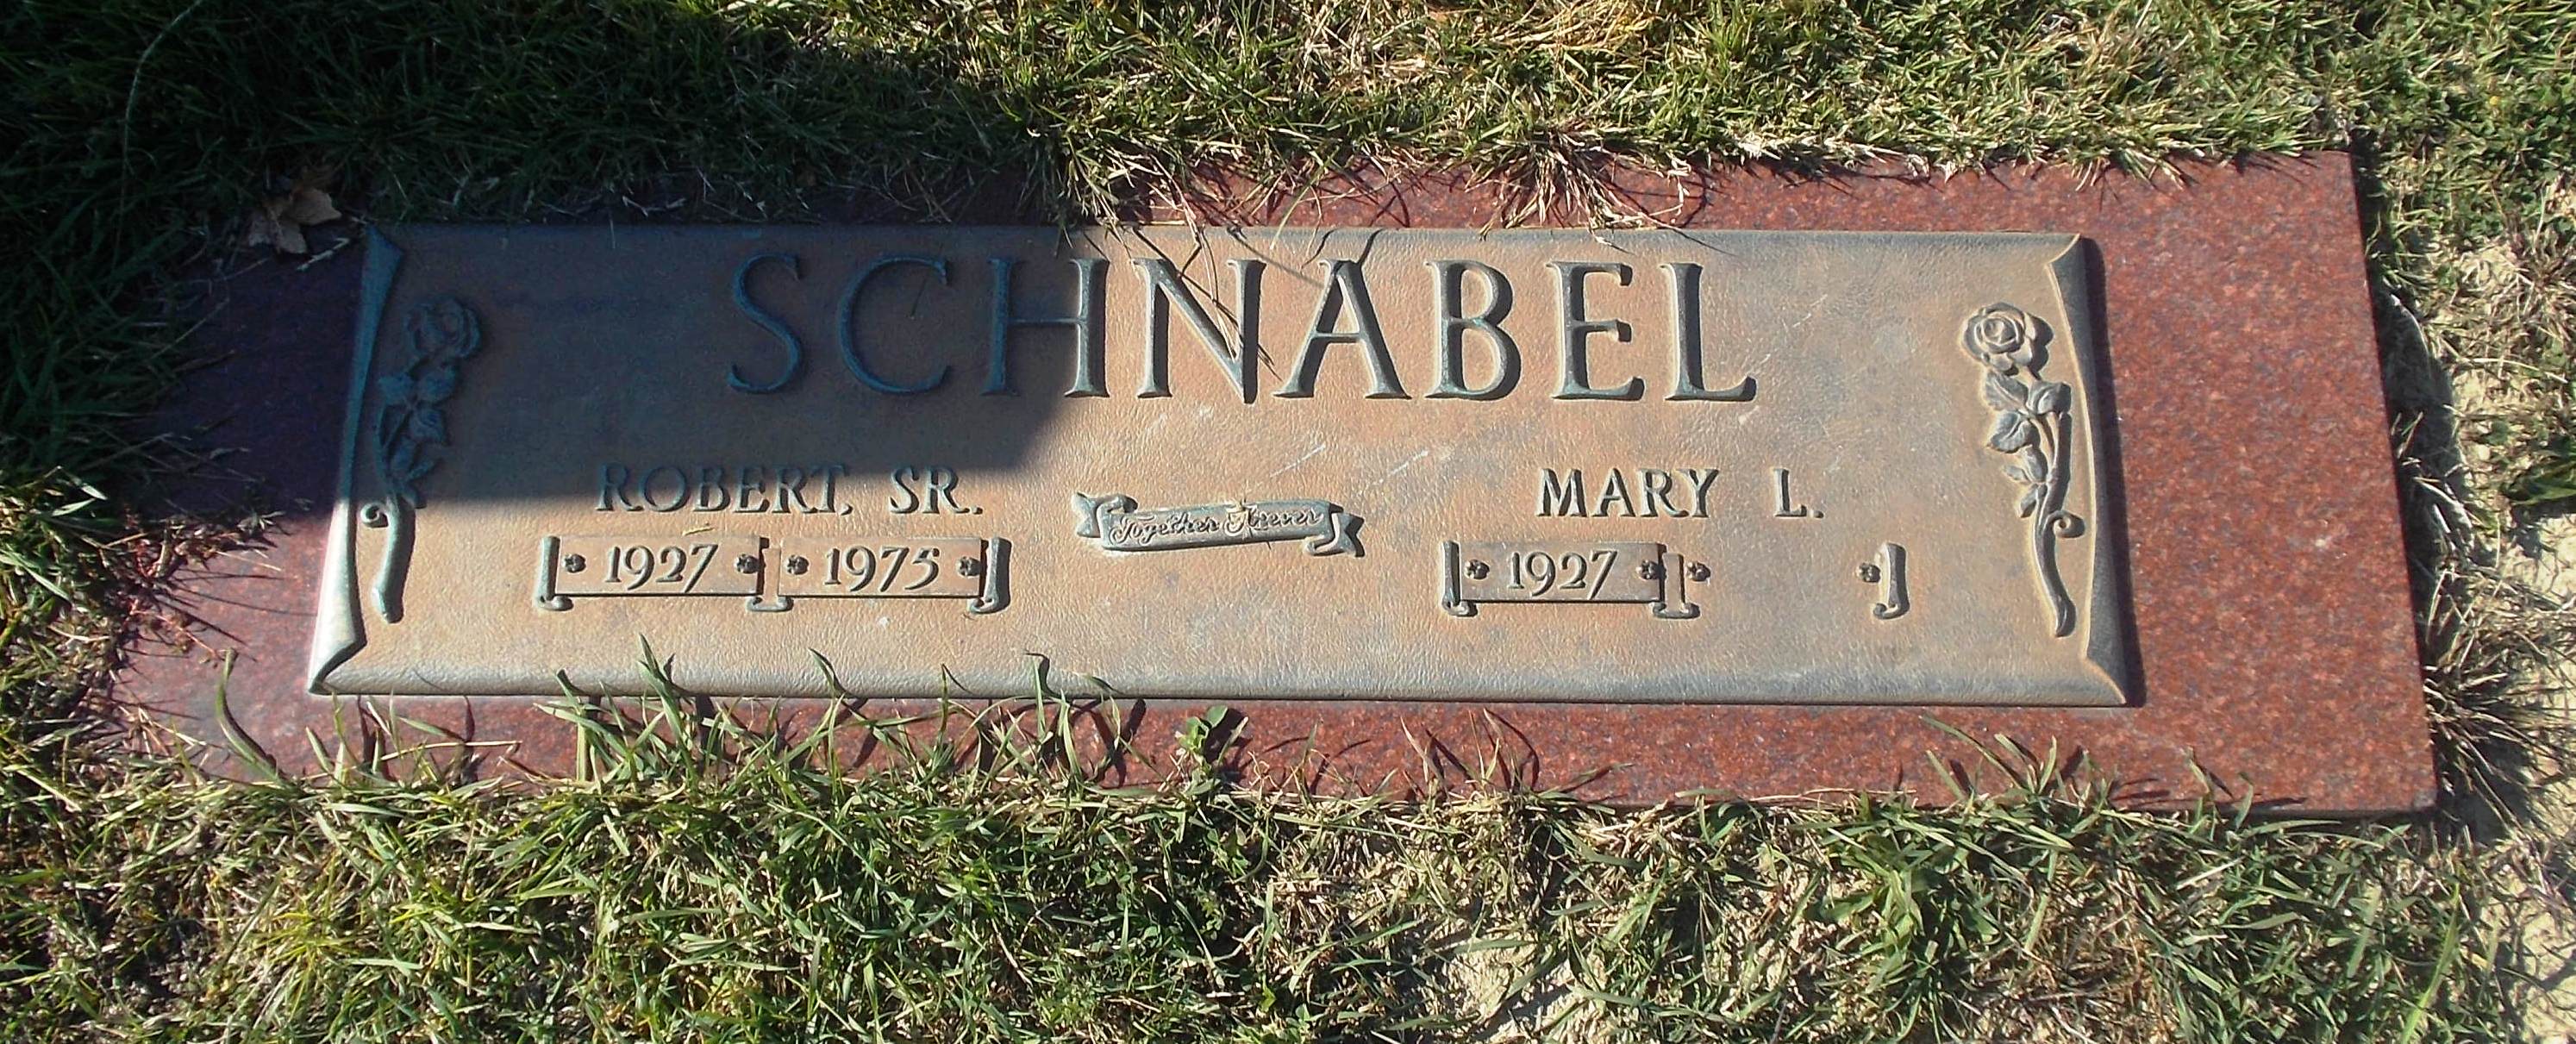 SCHNABEL
ROBERT, SR.
MARY L.
Together Forever
1927 1975
1927